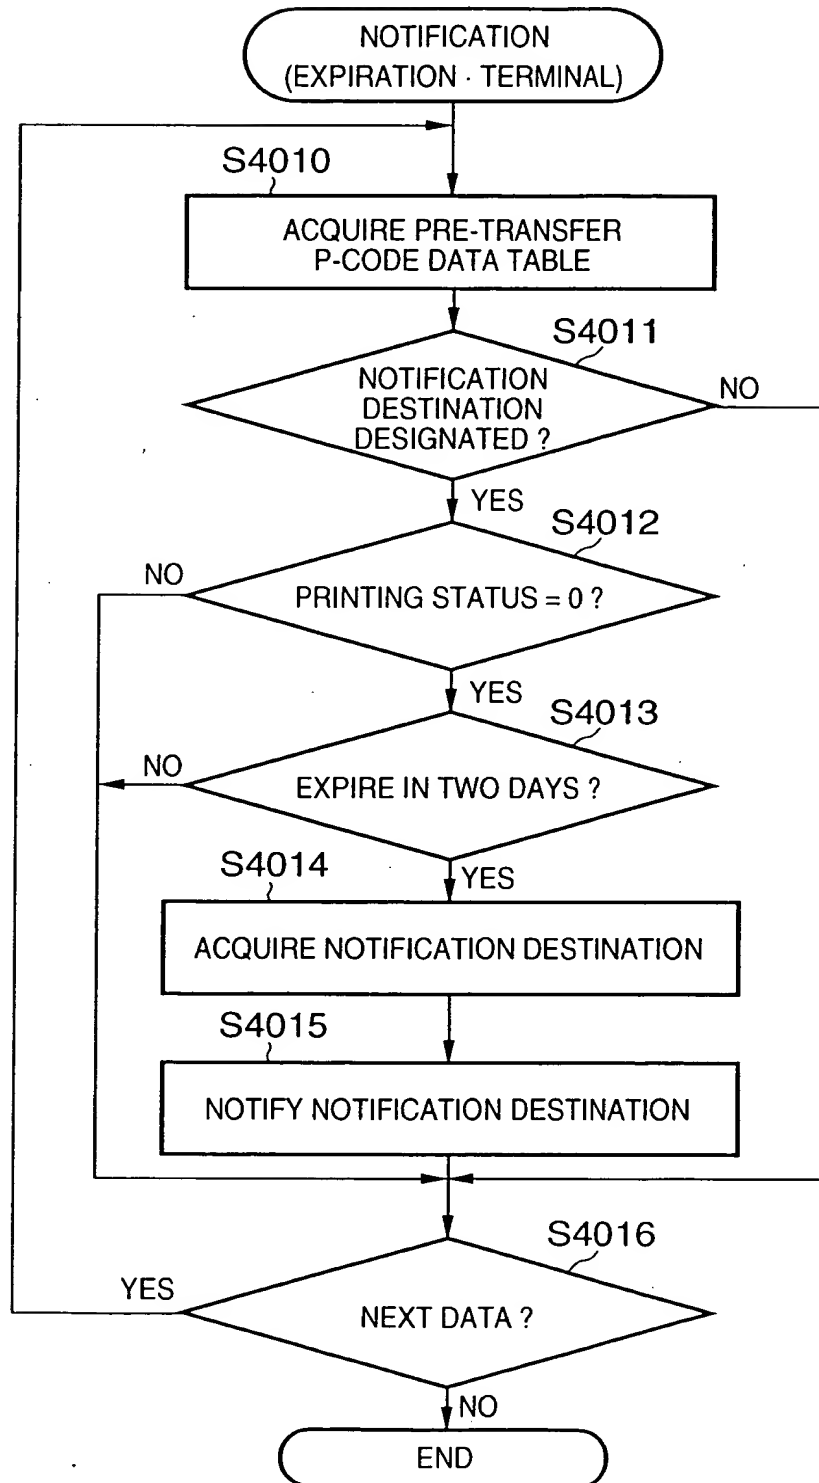 NOTIFICATION
(EXPIRATION · TERMINAL)
S4010
ACQUIRE PRE-TRANSFER
P-CODE DATA TABLE
S4011
NOTIFICATION
DESTINATION
DESIGNATED ?
NO
YES
S4012
NO
PRINTING STATUS = 0 ?
YES
S4013
NO
EXPIRE IN TWO DAYS ?
YES
S4014
ACQUIRE NOTIFICATION DESTINATION
S4015
NOTIFY NOTIFICATION DESTINATION
S4016
YES
NEXT DATA ?
NO
END